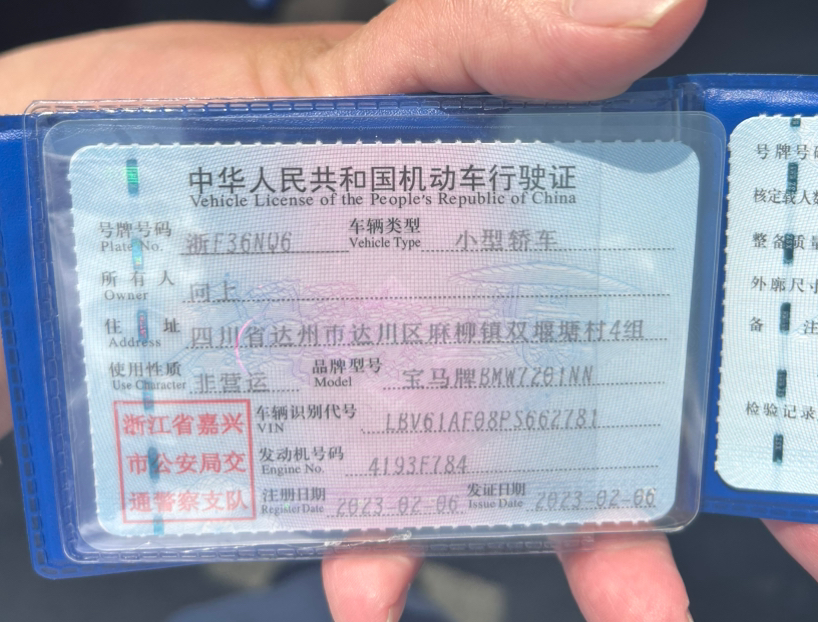 中华人民共和国机动车行驶证
Vehicle License of the People's Republic of China
号牌号码 Plate No. 浙F36NQ6 车辆类型 Vehicle Type 小型轿车
所有人 Owner 向上
住址 Address 四川省达州市达川区麻柳镇双堰塘村4组
使用性质 Use Character 非营运 品牌型号 Model 宝马牌BMW7201NN
浙江省嘉兴
市公安局交
通警察支队
车辆识别代号 VIN LBV61AF08PS662781
发动机号码 Engine No. 4193F784
注册日期 Register Date 2023-02-06 发证日期 Issue Date 2023-02-06
号牌号
核定载人数
整备质量
外廓尺寸
备注
检验记录